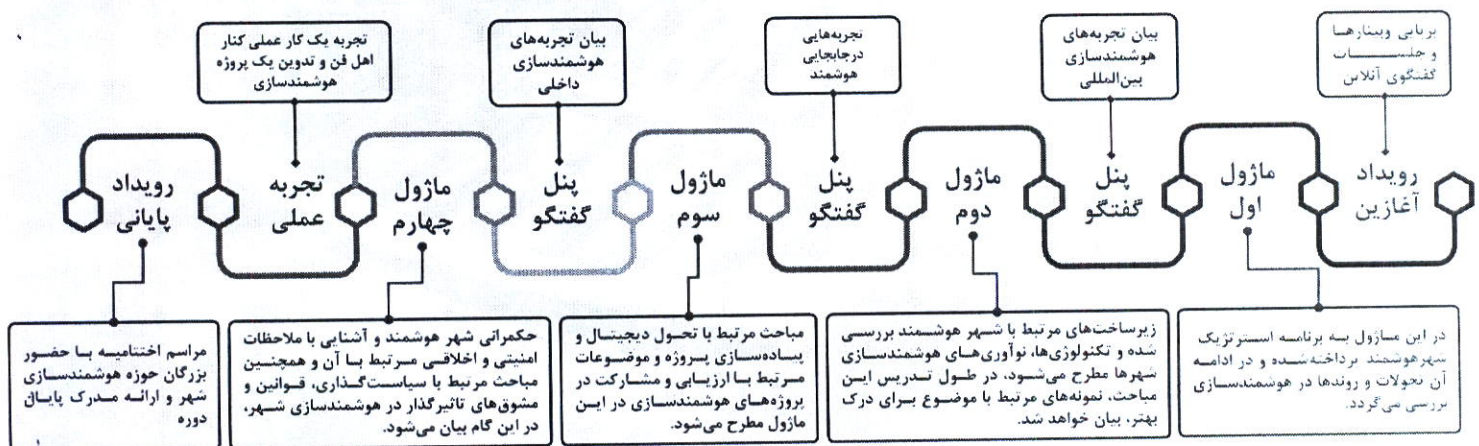 برپایی وبینارها
و جلسات
گفتگوی آنلاین
رویداد
آغازین
ماژول
اول
در این ماژول به برنامه استرتژیک
شهرهوشمند پرداخته‌شده و در ادامه
آن تحولات و روندها در هوشمندسازی
بررسی می‌گردد.
بیان تجربه‌های
هوشمندسازی
بین‌المللی
پنل
گفتگو
ماژول
دوم
زیرساخت‌های مرتبط با شهر هوشمند بررسی
شده و تکنولوژی‌ها، نوآوری‌های هوشمندسازی
شهرها مطرح می‌شود، در طول تدریس این
مباحث، نمونه‌های مرتبط با موضوع برای درک
بهتر، بیان خواهد شد.
تجربه‌هایی
درجابجایی
هوشمند
پنل
گفتگو
ماژول
سوم
مباحث مرتبط با تحول دیجیتال و
پیاده‌سازی پروژه و موضوعات
مرتبط با ارزیابی و مشارکت در
پروژه‌های هوشمندسازی در این
ماژول مطرح می‌شود.
بیان تجربه‌های
هوشمندسازی
داخلی
پنل
گفتگو
ماژول
چهارم
حکمرانی شهر هوشمند و آشنایی با ملاحظات
امنیتی و اخلاقی مرتبط با آن و همچنین
مباحث مرتبط با سیاست‌گذاری، قوانین و
مشوق‌های تاثیرگذار در هوشمندسازی شهر،
در این گام بیان می‌شود.
تجربه یک کار عملی کنار
اهل فن و تدوین یک پروژه
هوشمندسازی
تجربه
عملی
رویداد
پایانی
مراسم اختتامیه با حضور
بزرگان حوزه هوشمندسازی
شهر و ارائه مدرک پایان
دوره